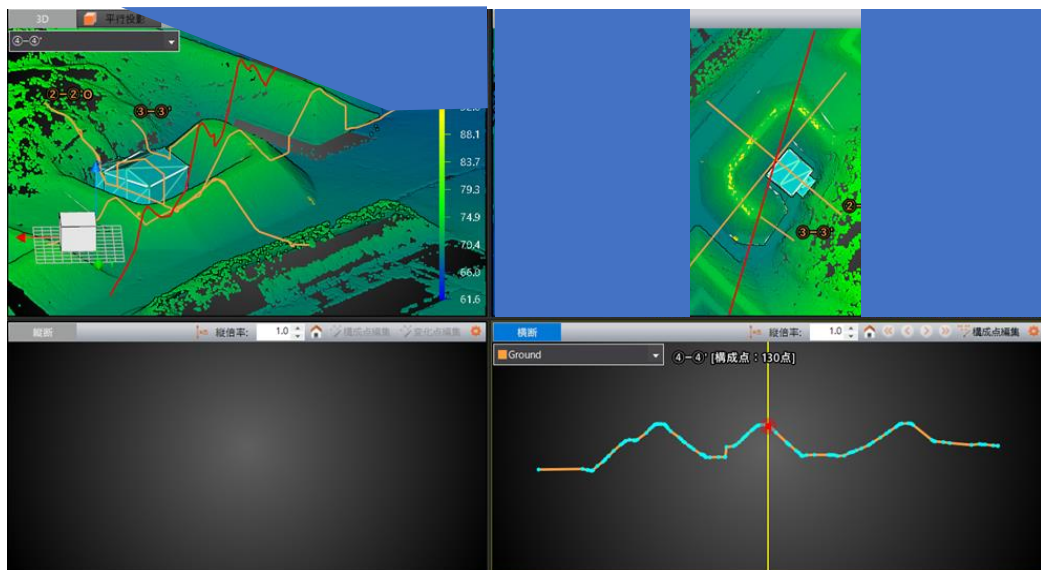 3D
平行投影
④-④'
②-②'
③-③'
88.1
83.7
79.3
74.9
70.4
66.0
61.6
③-③'
縦断
縦倍率:
1.0
構成点編集
変化点編集
横断
縦倍率:
1.0
構成点編集
Ground
④-④' [構成点:130点]